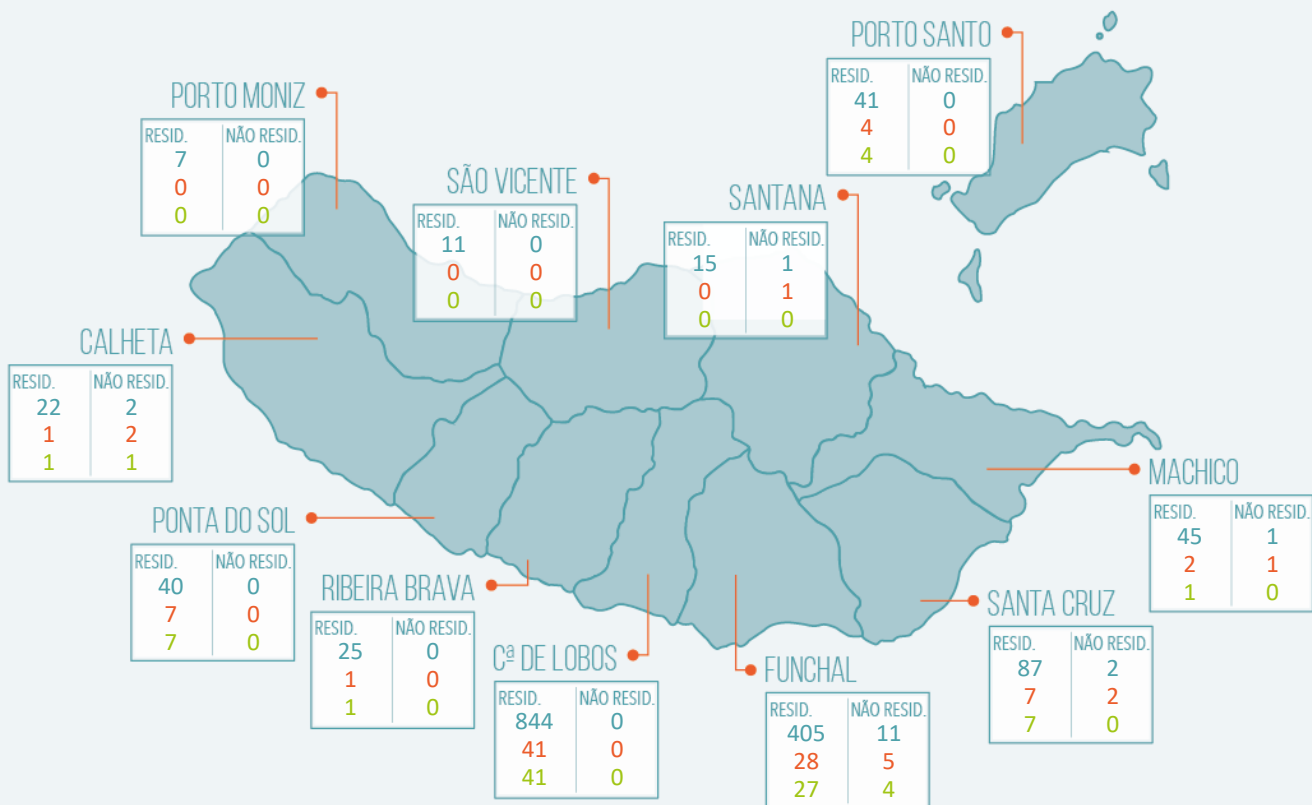 PORTO SANTO
RESID. NÃO RESID.
41 0
4 0
4 0
PORTO MONIZ
RESID. NÃO RESID.
7 0
0 0
0 0
SÃO VICENTE
RESID. NÃO RESID.
11 0
0 0
0 0
SANTANA
RESID. NÃO RESID.
15 1
0 1
0 0
CALHETA
RESID. NÃO RESID.
22 2
1 2
1 1
MACHICO
RESID. NÃO RESID.
45 1
2 1
1 0
PONTA DO SOL
RESID. NÃO RESID.
40 0
7 0
7 0
RIBEIRA BRAVA
RESID. NÃO RESID.
25 0
1 0
1 0
Cª DE LOBOS
RESID. NÃO RESID.
844 0
41 0
41 0
FUNCHAL
RESID. NÃO RESID.
405 11
28 5
27 4
SANTA CRUZ
RESID. NÃO RESID.
87 2
7 2
7 0